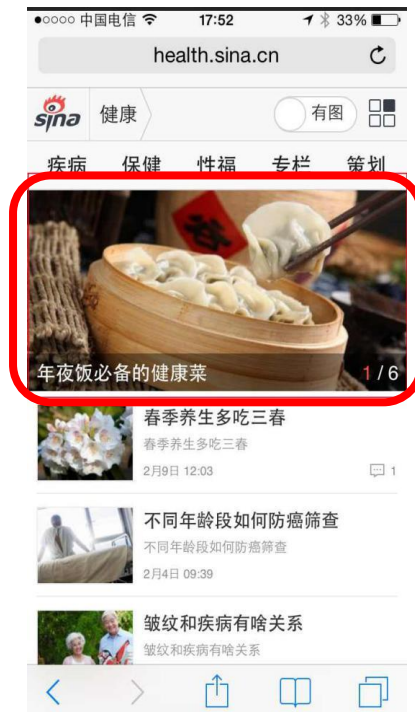 中国电信 17:52 33%
health.sina.cn
sina 健康 有图
疾病 保健 性福 专栏 策划
年夜饭必备的健康菜 1 / 6
春季养生多吃三春
春季养生多吃三春
2月9日 12:03 1
不同年龄段如何防癌筛查
不同年龄段如何防癌筛查
2月4日 09:39
皱纹和疾病有啥关系
皱纹和疾病有啥关系